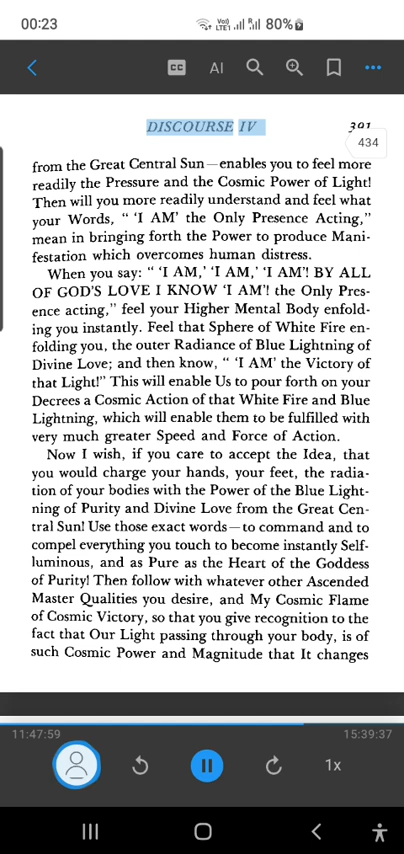 00:23
Vo)) LTE1 R 80%
CC AI
DISCOURSE IV 391
434
from the Great Central Sun—enables you to feel more
readily the Pressure and the Cosmic Power of Light!
Then will you more readily understand and feel what
your Words, “ ‘I AM’ the Only Presence Acting,”
mean in bringing forth the Power to produce Mani-
festation which overcomes human distress.
When you say: “ ‘I AM,’ ‘I AM,’ ‘I AM’! BY ALL
OF GOD’S LOVE I KNOW ‘I AM’! the Only Pres-
ence acting,” feel your Higher Mental Body enfold-
ing you instantly. Feel that Sphere of White Fire en-
folding you, the outer Radiance of Blue Lightning of
Divine Love; and then know, “ ‘I AM’ the Victory of
that Light!” This will enable Us to pour forth on your
Decrees a Cosmic Action of that White Fire and Blue
Lightning, which will enable them to be fulfilled with
very much greater Speed and Force of Action.
Now I wish, if you care to accept the Idea, that
you would charge your hands, your feet, the radia-
tion of your bodies with the Power of the Blue Light-
ning of Purity and Divine Love from the Great Cen-
tral Sun! Use those exact words—to command and to
compel everything you touch to become instantly Self-
luminous, and as Pure as the Heart of the Goddess
of Purity! Then follow with whatever other Ascended
Master Qualities you desire, and My Cosmic Flame
of Cosmic Victory, so that you give recognition to the
fact that Our Light passing through your body, is of
such Cosmic Power and Magnitude that It changes
11:47:59 15:39:37
1x